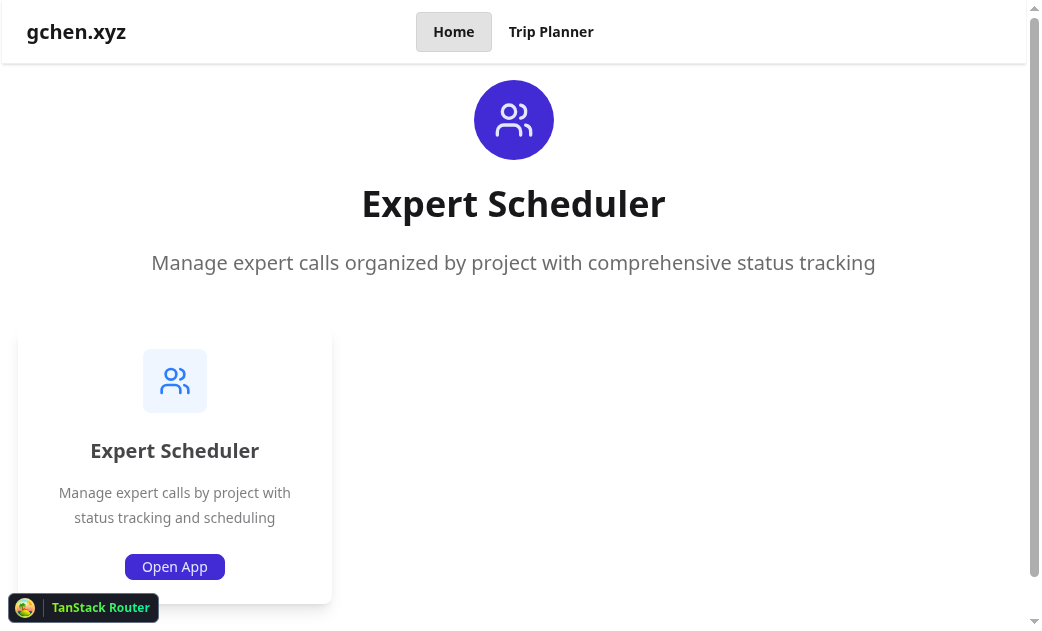 gchen.xyz
Home
Trip Planner
Expert Scheduler
Manage expert calls organized by project with comprehensive status tracking
Expert Scheduler
Manage expert calls by project with
status tracking and scheduling
Open App
TanStack Router